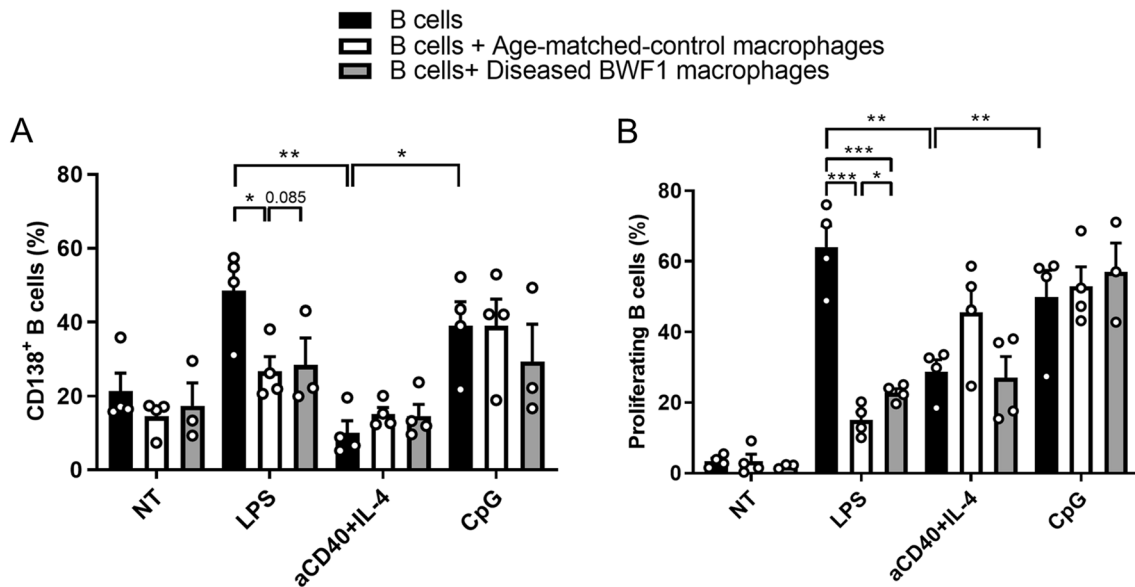 B cells
B cells + Age-matched-control macrophages
B cells+ Diseased BWF1 macrophages
A
CD138+ B cells (%)
80
60
40
20
0
** *
* 0.085
NT LPS aCD40+IL-4 CpG
B
Proliferating B cells (%)
80
60
40
20
0
** **
***
*** *
NT LPS aCD40+IL-4 CpG